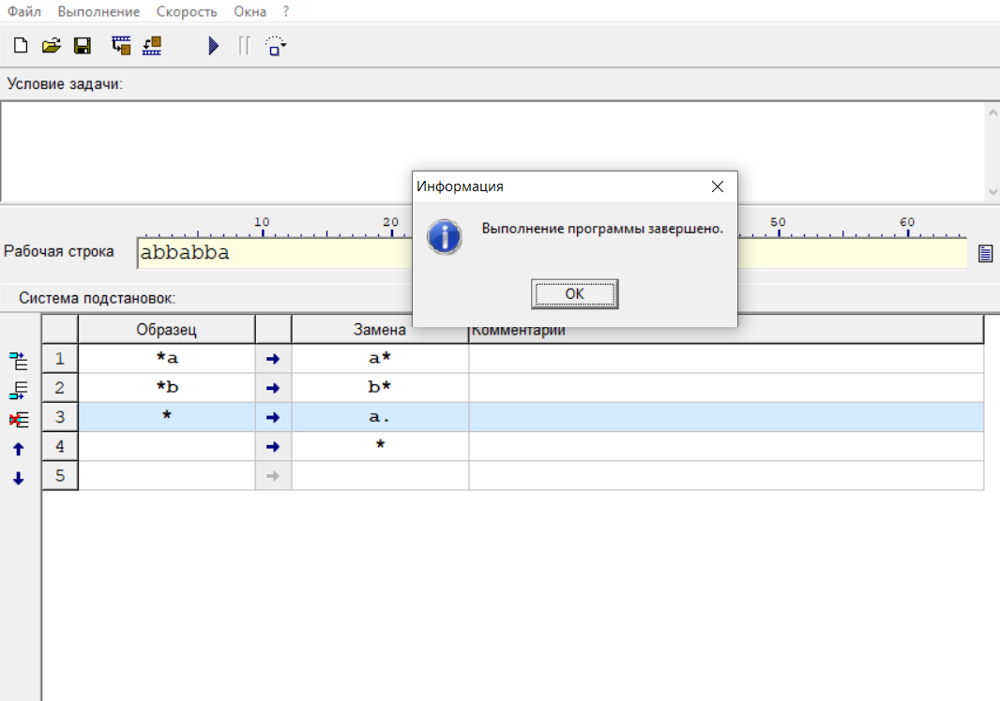 Файл Выполнение Скорость Окна ?
Условие задачи:
Информация
Выполнение программы завершено.
OK
10 20 50 60
Рабочая строка abbabba
Система подстановок:
Образец Замена Комментарий
1 *a → a*
2 *b → b*
3 * → a.
4 → *
5 →